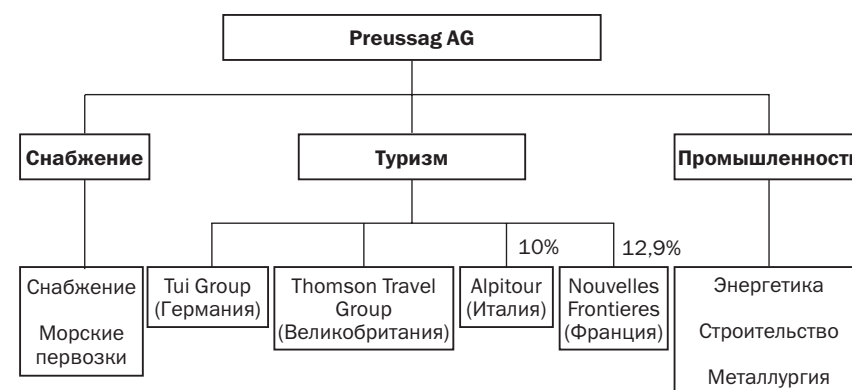 Preussag AG
Снабжение
Туризм
Промышленность
10%
12,9%
Снабжение
Морские
первозки
Tui Group
(Германия)
Thomson Travel
Group
(Великобритания)
Alpitour
(Италия)
Nouvelles
Frontieres
(Франция)
Энергетика
Строительство
Металлургия